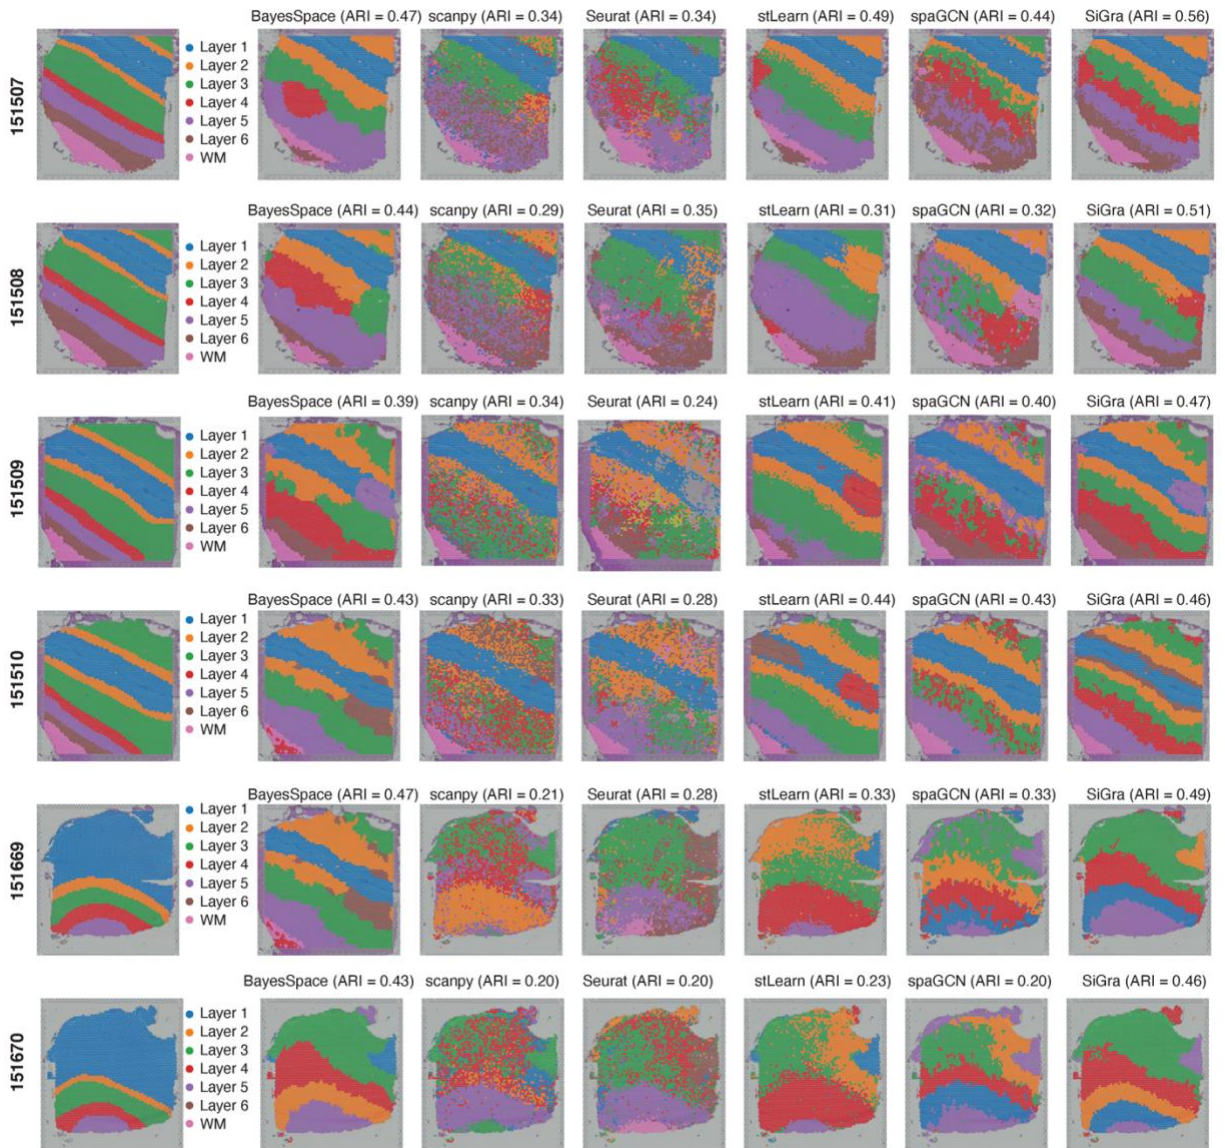 BayesSpace (ARI = 0.47) scanpy (ARI = 0.34) Seurat (ARI = 0.34) stLearn (ARI = 0.49) spaGCN (ARI = 0.44) SiGra (ARI = 0.56)
151507
Layer 1
Layer 2
Layer 3
Layer 4
Layer 5
Layer 6
WM
BayesSpace (ARI = 0.44) scanpy (ARI = 0.29) Seurat (ARI = 0.35) stLearn (ARI = 0.31) spaGCN (ARI = 0.32) SiGra (ARI = 0.51)
151508
Layer 1
Layer 2
Layer 3
Layer 4
Layer 5
Layer 6
WM
BayesSpace (ARI = 0.39) scanpy (ARI = 0.34) Seurat (ARI = 0.24) stLearn (ARI = 0.41) spaGCN (ARI = 0.40) SiGra (ARI = 0.47)
151509
Layer 1
Layer 2
Layer 3
Layer 4
Layer 5
Layer 6
WM
BayesSpace (ARI = 0.43) scanpy (ARI = 0.33) Seurat (ARI = 0.28) stLearn (ARI = 0.44) spaGCN (ARI = 0.43) SiGra (ARI = 0.46)
151510
Layer 1
Layer 2
Layer 3
Layer 4
Layer 5
Layer 6
WM
BayesSpace (ARI = 0.47) scanpy (ARI = 0.21) Seurat (ARI = 0.28) stLearn (ARI = 0.33) spaGCN (ARI = 0.33) SiGra (ARI = 0.49)
151669
Layer 1
Layer 2
Layer 3
Layer 4
Layer 5
Layer 6
WM
BayesSpace (ARI = 0.43) scanpy (ARI = 0.20) Seurat (ARI = 0.20) stLearn (ARI = 0.23) spaGCN (ARI = 0.20) SiGra (ARI = 0.46)
151670
Layer 1
Layer 2
Layer 3
Layer 4
Layer 5
Layer 6
WM